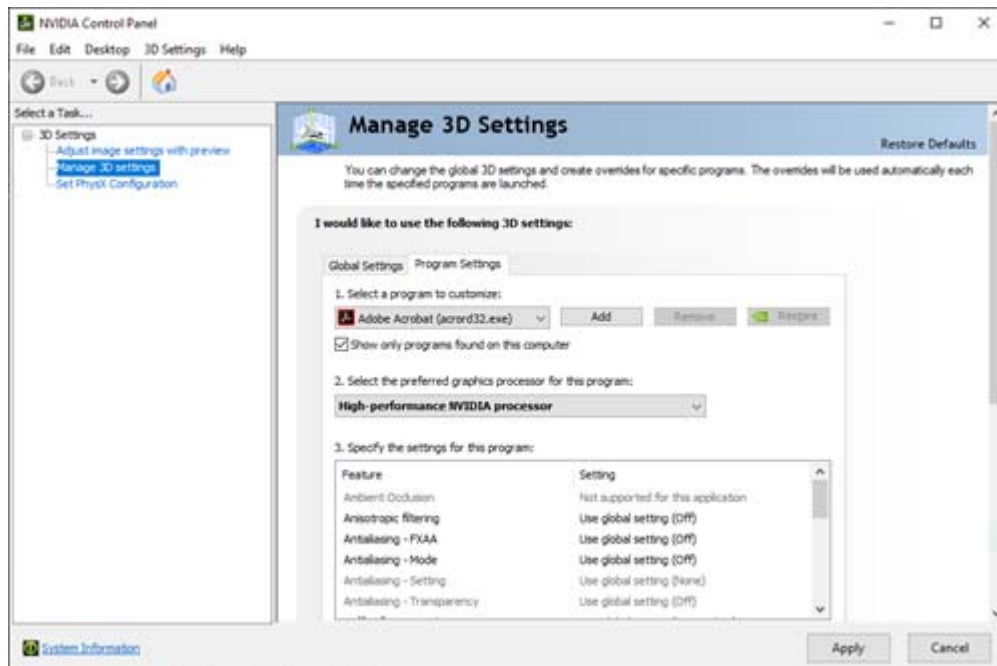 NVIDIA Control Panel
File Edit Desktop 3D Settings Help
Back
Select a Task...
3D Settings
Adjust image settings with preview
Manage 3D settings
Set PhysX Configuration
Manage 3D Settings
Restore Defaults
You can change the global 3D settings and create overrides for specific programs. The overrides will be used automatically each
time the specified programs are launched.
I would like to use the following 3D settings:
Global Settings Program Settings
1. Select a program to customize:
Adobe Acrobat (acrord32.exe) Add Remove Restore
Show only programs found on this computer
2. Select the preferred graphics processor for this program:
High-performance NVIDIA processor
3. Specify the settings for this program:
Feature Setting
Ambient Occlusion Not supported for this application
Anisotropic filtering Use global setting (Off)
Antialiasing - FXAA Use global setting (Off)
Antialiasing - Mode Use global setting (Off)
Antialiasing - Setting Use global setting (None)
Antialiasing - Transparency Use global setting (Off)
System Information Apply Cancel